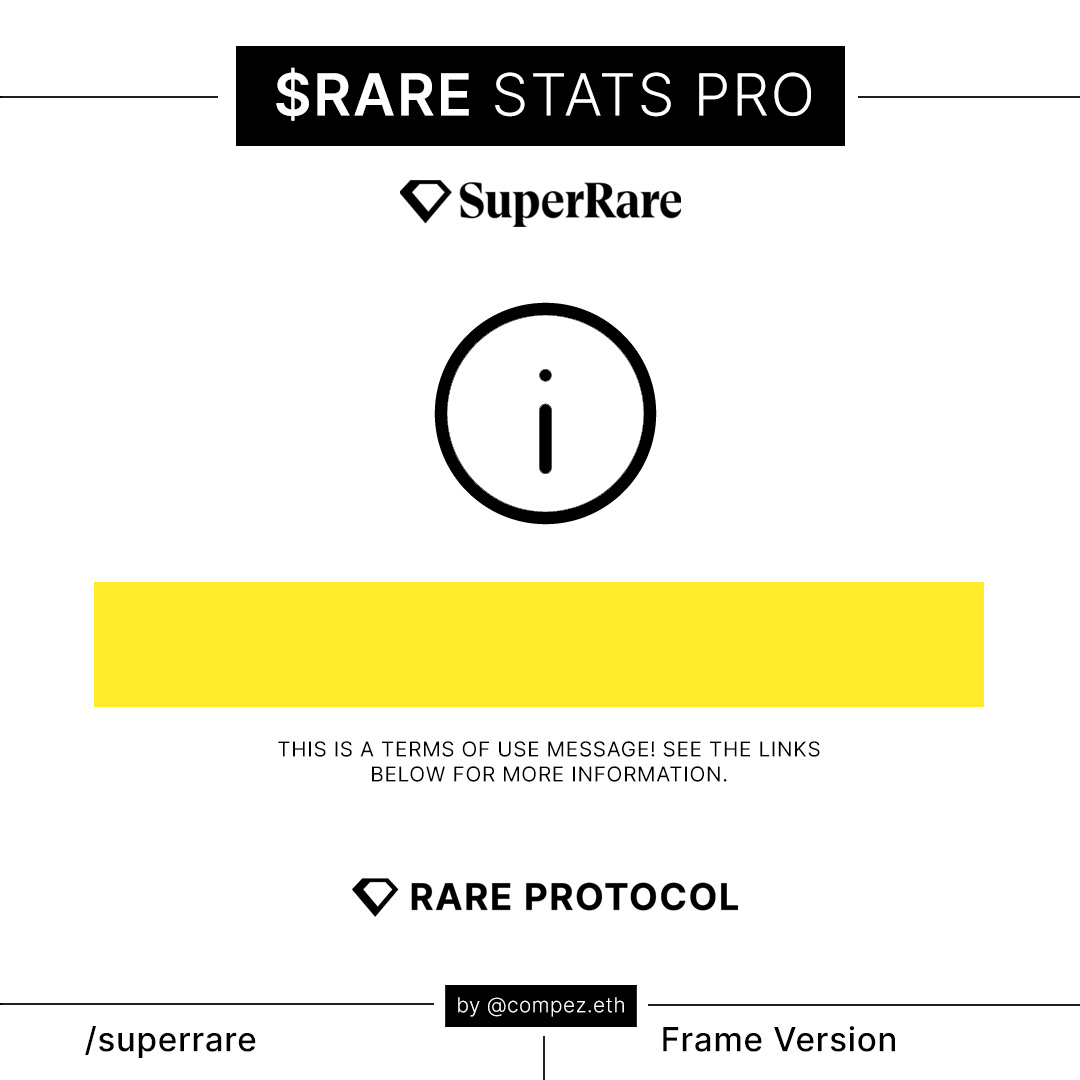 $RARE STATS PRO
SuperRare
i
THIS IS A TERMS OF USE MESSAGE! SEE THE LINKS
BELOW FOR MORE INFORMATION.
RARE PROTOCOL
by @compez.eth
/superrare
Frame Version